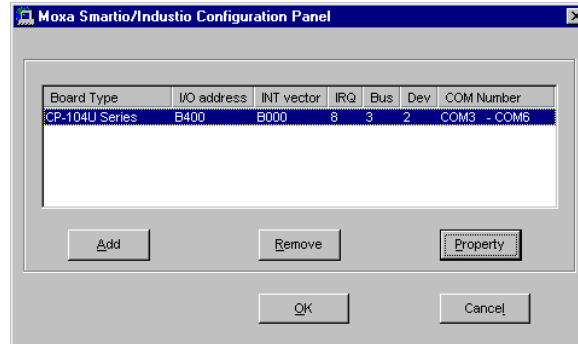 Moxa Smartio/Industio Configuration Panel
Board Type I/O address INT vector IRQ Bus Dev COM Number
CP-104U Series B400 B000 8 3 2 COM3 - COM6
Add Remove Property
OK Cancel